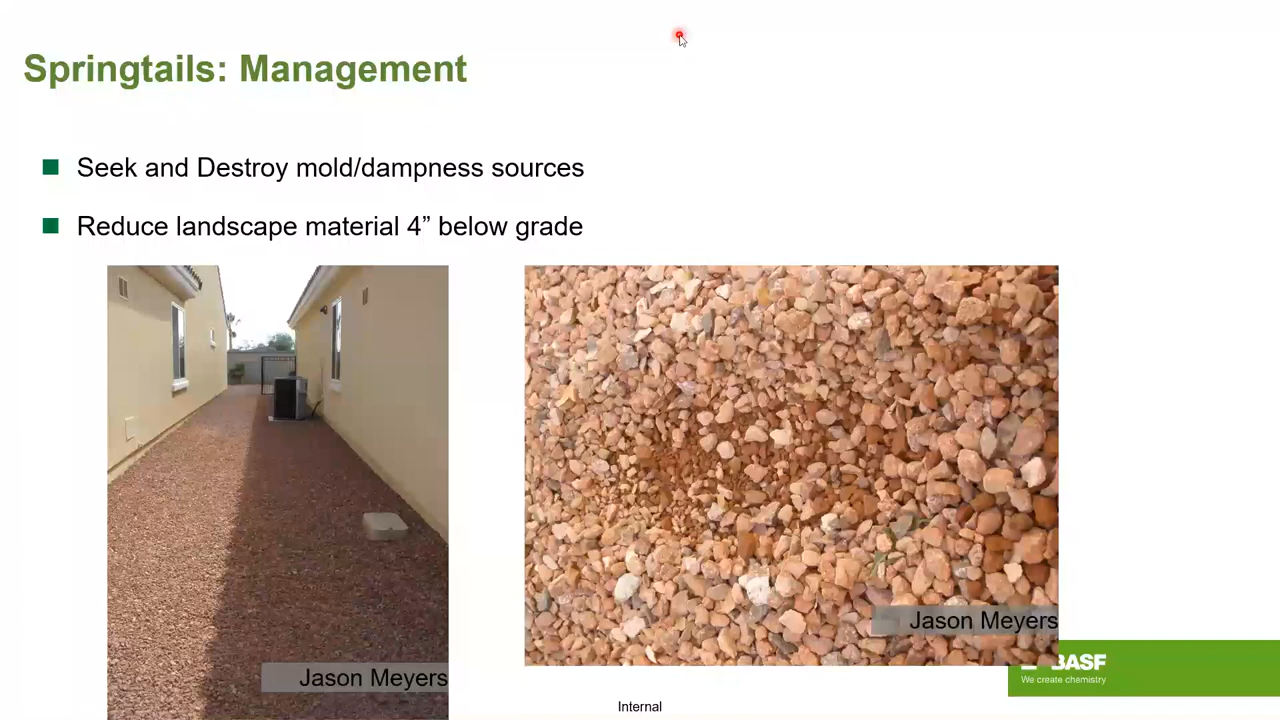 Springtails: Management
Seek and Destroy mold/dampness sources
Reduce landscape material 4” below grade
Jason Meyers
Jason Meyers
BASF
We create chemistry
Internal